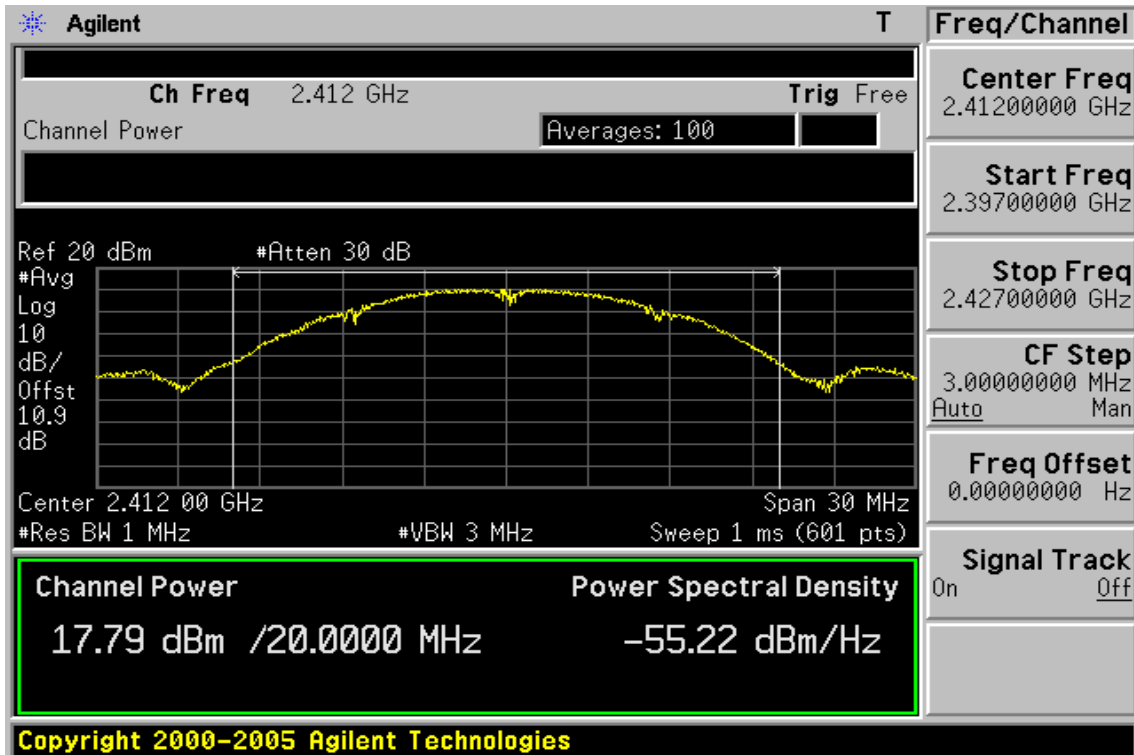 Agilent T Freq/Channel
Ch Freq 2.412 GHz Trig Free
Channel Power Averages: 100
Ref 20 dBm #Atten 30 dB
#Avg
Log
10
dB/
Offst
10.9
dB
Center 2.412 00 GHz Span 30 MHz
#Res BW 1 MHz #VBW 3 MHz Sweep 1 ms (601 pts)
Channel Power Power Spectral Density
17.79 dBm /20.0000 MHz -55.22 dBm/Hz
Center Freq
2.41200000 GHz
Start Freq
2.39700000 GHz
Stop Freq
2.42700000 GHz
CF Step
3.00000000 MHz
Auto Man
Freq Offset
0.00000000 Hz
Signal Track
On Off
Copyright 2000-2005 Agilent Technologies